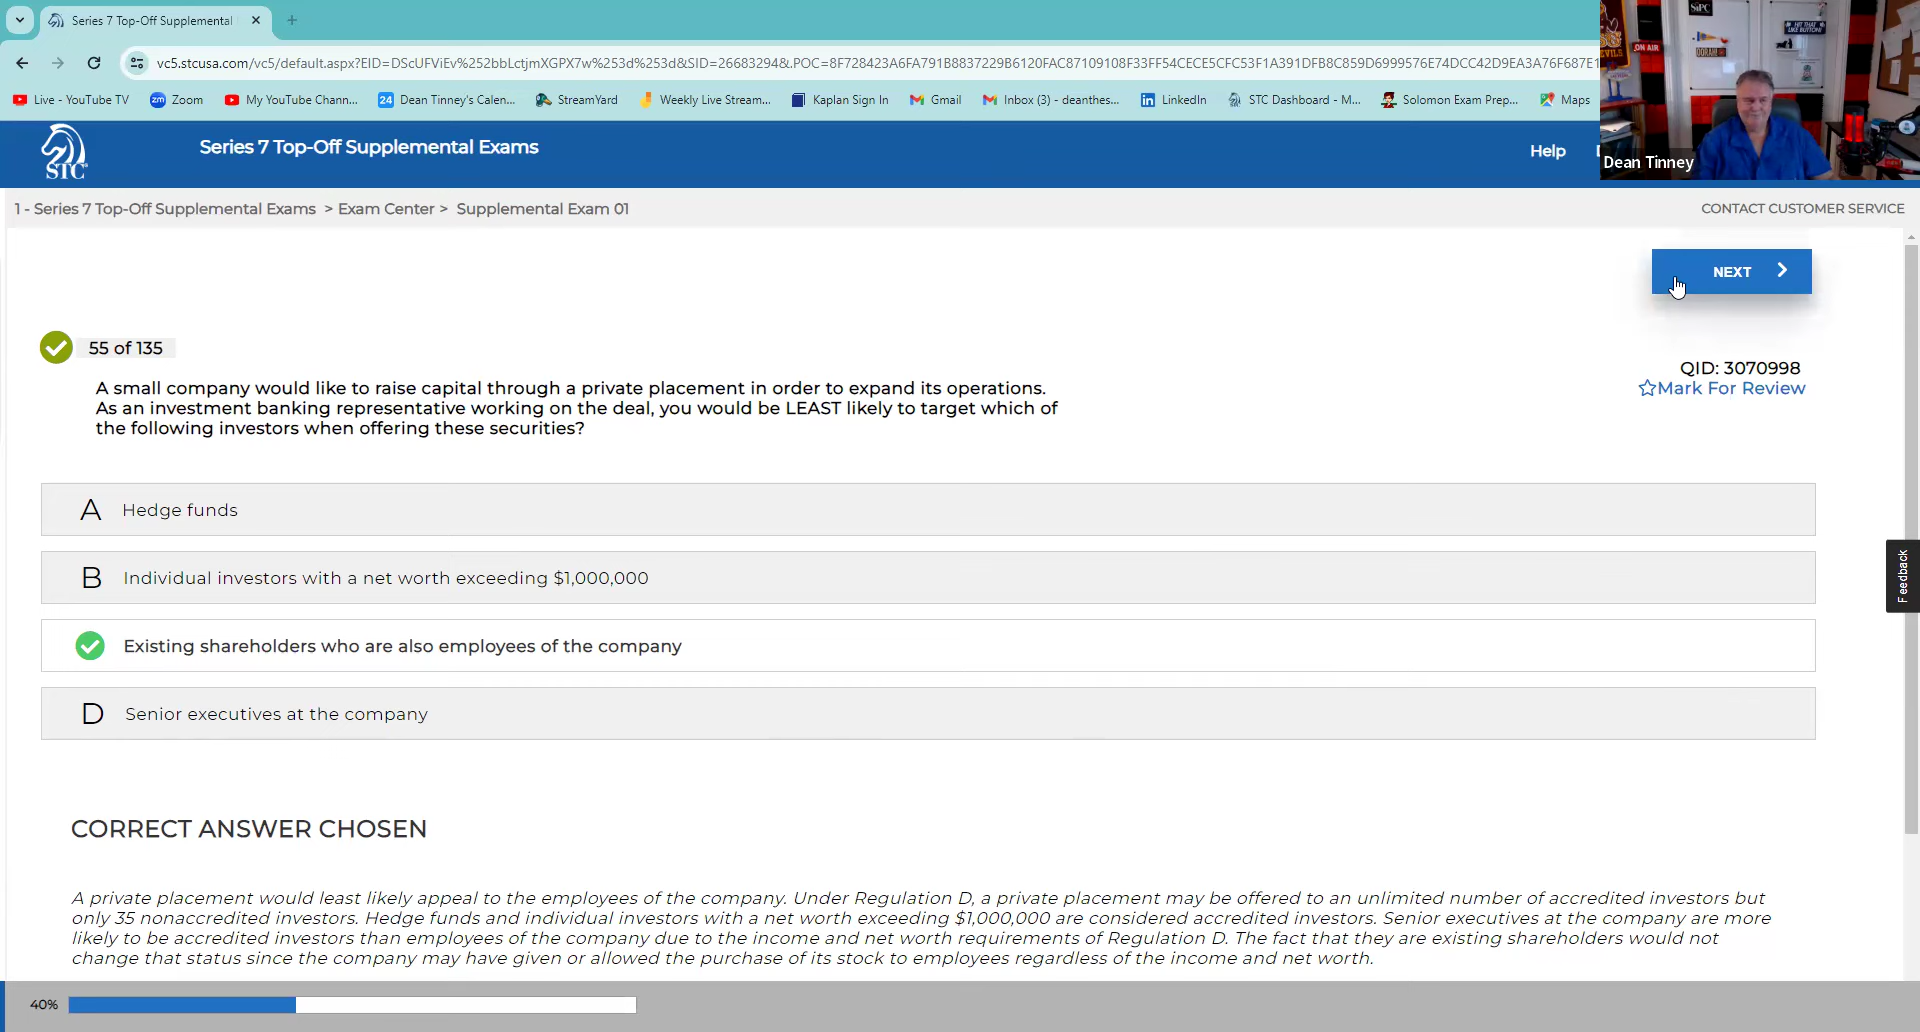 Series 7 Top-Off Supplemental
vc5.stcusa.com/vc5/default.aspx?EID=DScUFViEv%252bbLctjmXGPX7w%253d%253d&SID=26683294&.POC=8F728423A6FA791B8837229B6120FAC87109108F33FF54CECE5CFC53F1A391DFB8C859D6999576E74DCC42D9EA3A76F687E1
Live - YouTube TV
zm Zoom
My YouTube Chann...
24 Dean Tinney's Calen...
StreamYard
Weekly Live Stream...
Kaplan Sign In
Gmail
Inbox (3) - deanthes...
LinkedIn
STC Dashboard - M...
Solomon Exam Prep...
Maps
SIPC
HIT THAT LIKE BUTTON!
ON AIR
Dean Tinney
STC
Series 7 Top-Off Supplemental Exams
Help
1 - Series 7 Top-Off Supplemental Exams > Exam Center > Supplemental Exam 01
CONTACT CUSTOMER SERVICE
NEXT
55 of 135
QID: 3070998
Mark For Review
A small company would like to raise capital through a private placement in order to expand its operations.
As an investment banking representative working on the deal, you would be LEAST likely to target which of
the following investors when offering these securities?
A Hedge funds
B Individual investors with a net worth exceeding $1,000,000
Existing shareholders who are also employees of the company
D Senior executives at the company
Feedback
CORRECT ANSWER CHOSEN
A private placement would least likely appeal to the employees of the company. Under Regulation D, a private placement may be offered to an unlimited number of accredited investors but
only 35 nonaccredited investors. Hedge funds and individual investors with a net worth exceeding $1,000,000 are considered accredited investors. Senior executives at the company are more
likely to be accredited investors than employees of the company due to the income and net worth requirements of Regulation D. The fact that they are existing shareholders would not
change that status since the company may have given or allowed the purchase of its stock to employees regardless of the income and net worth.
40%